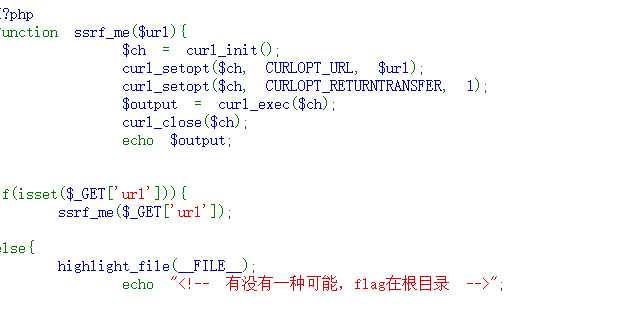 ?php
function ssrf_me($url){
$ch = curl_init();
curl_setopt($ch, CURLOPT_URL, $url);
curl_setopt($ch, CURLOPT_RETURNTRANSFER, 1);
$output = curl_exec($ch);
curl_close($ch);
echo $output;
f(isset($_GET['url'])){
ssrf_me($_GET['url']);
else{
highlight_file(__FILE__);
echo "<!-- 有没有一种可能，flag在根目录 -->";